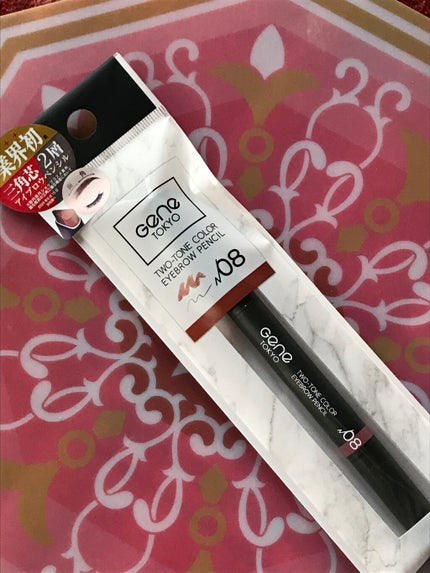 業界初
2層
三角芯
アイブロウペンシル
Gene
TOKYO
TWO-TONE COLOR
EYEBROW PENCIL
N°08
Gene
TOKYO
TWO-TONE COLOR
EYEBROW PENCIL
N°08